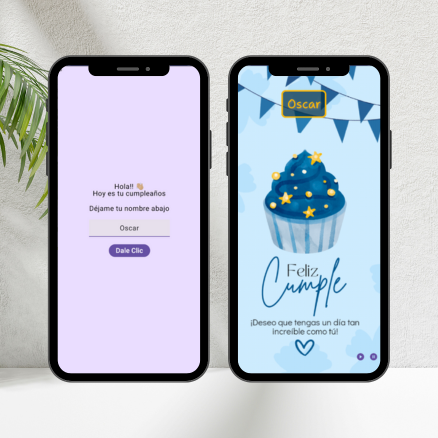 Hola!! 👋🏼
Hoy es tu cumpleaños
Déjame tu nombre abajo
Oscar
Dale Clic
Oscar
Feliz
Cumple
¡Deseo que tengas un día tan
increíble como tú!